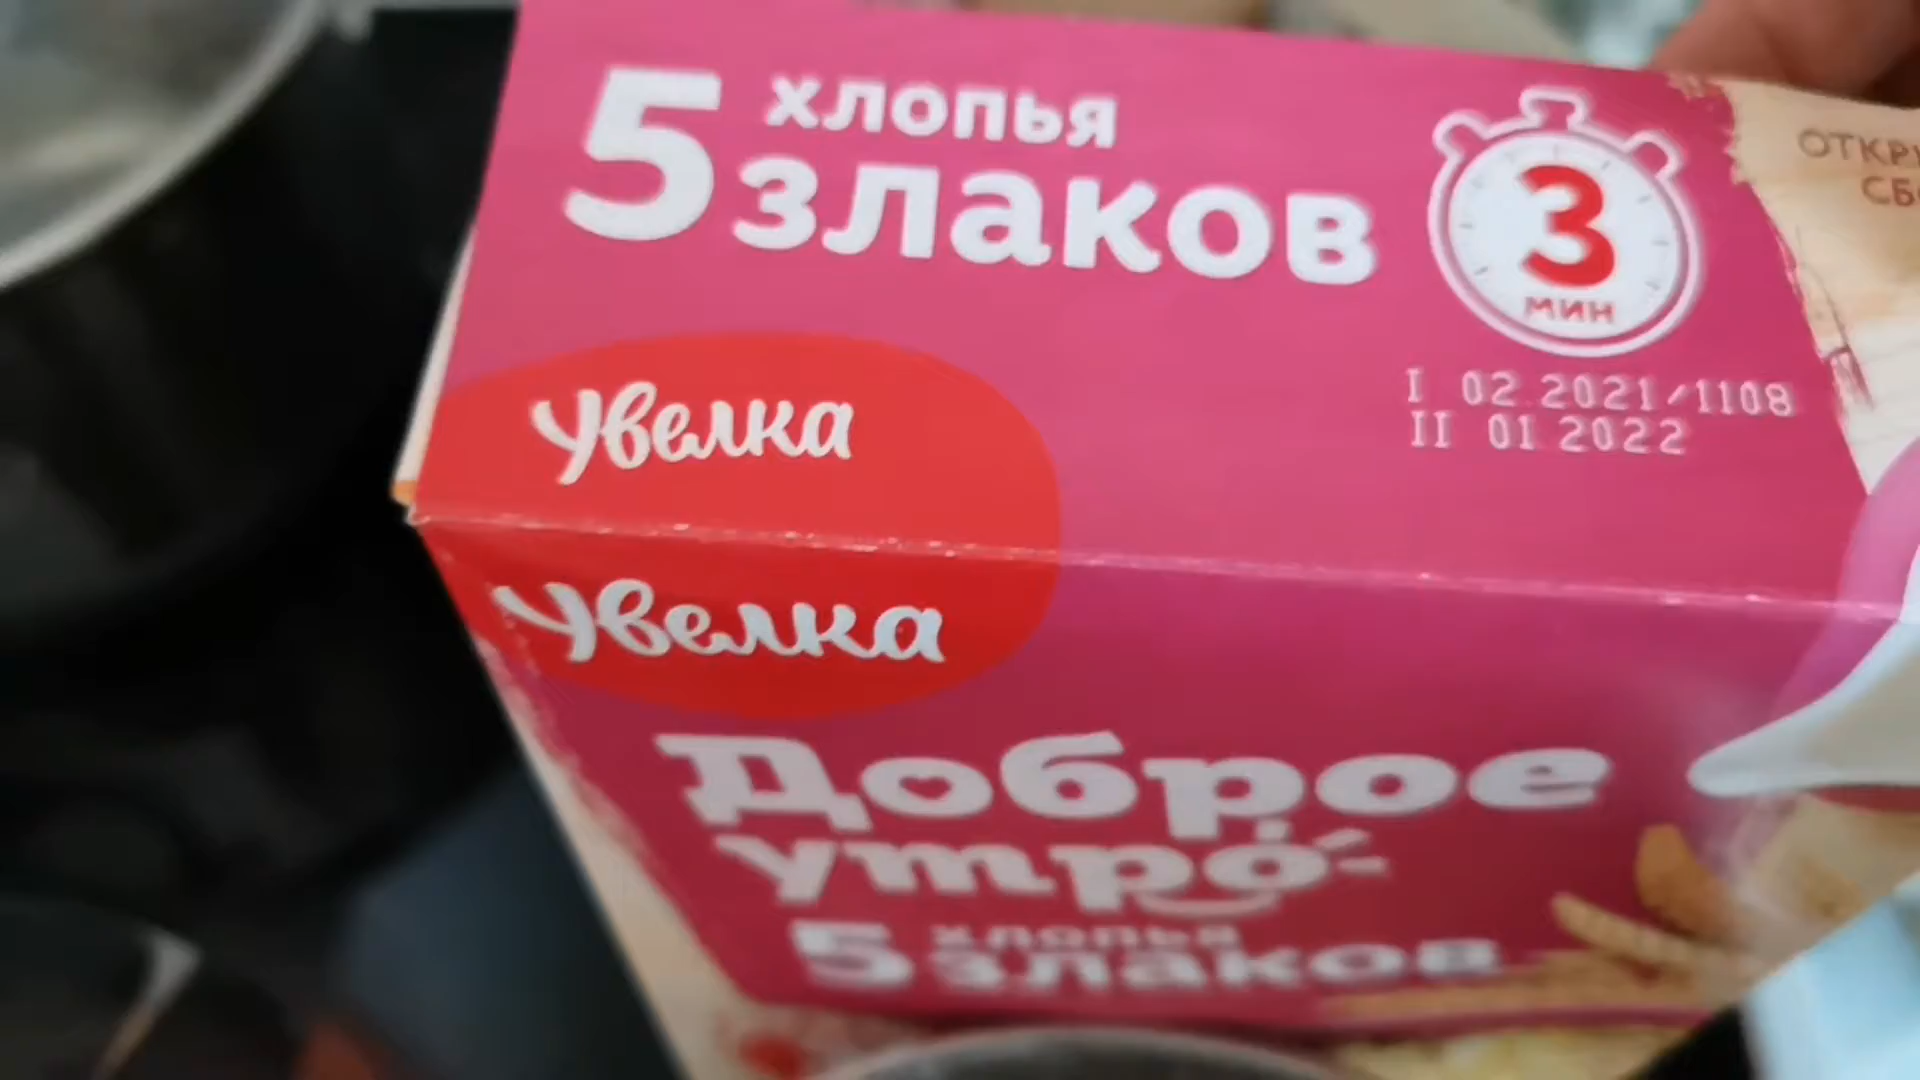 хлопья
5 злаков
3
мин
I 02 2021/1108
II 01 2022
Увелка
Увелка
Доброе
утро
хлопья
5 злаков